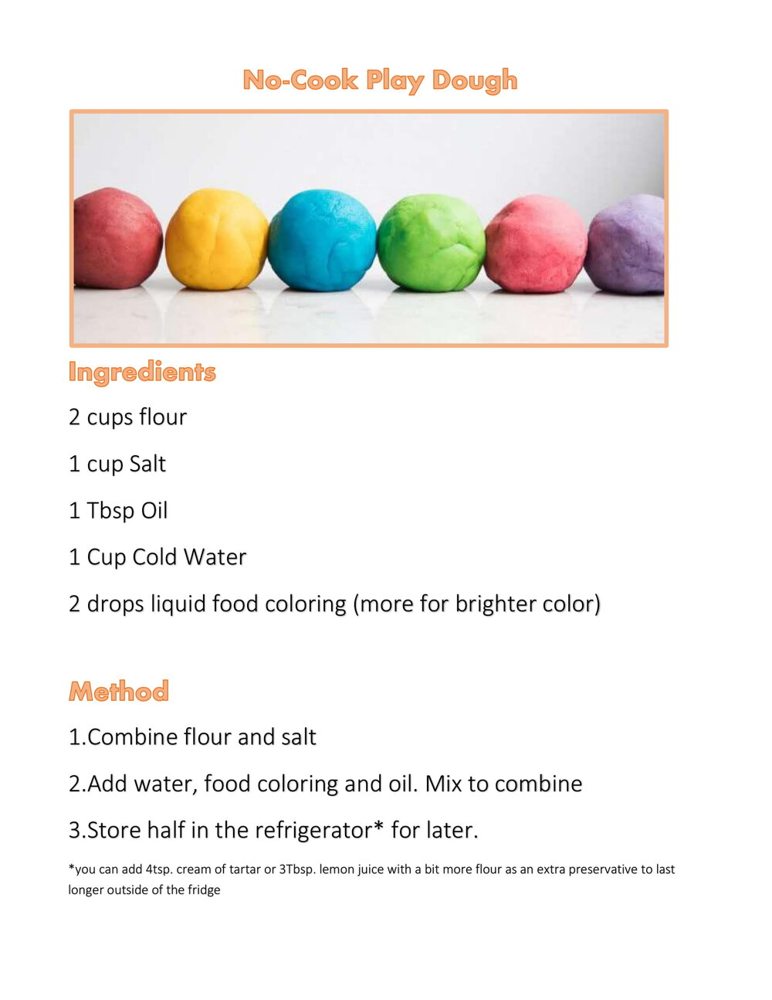 No-Cook Play Dough
Ingredients
2 cups flour
1 cup Salt
1 Tbsp Oil
1 Cup Cold Water
2 drops liquid food coloring (more for brighter color)
Method
1.Combine flour and salt
2.Add water, food coloring and oil. Mix to combine
3.Store half in the refrigerator* for later.
*you can add 4tsp. cream of tartar or 3Tbsp. lemon juice with a bit more flour as an extra preservative to last
longer outside of the fridge